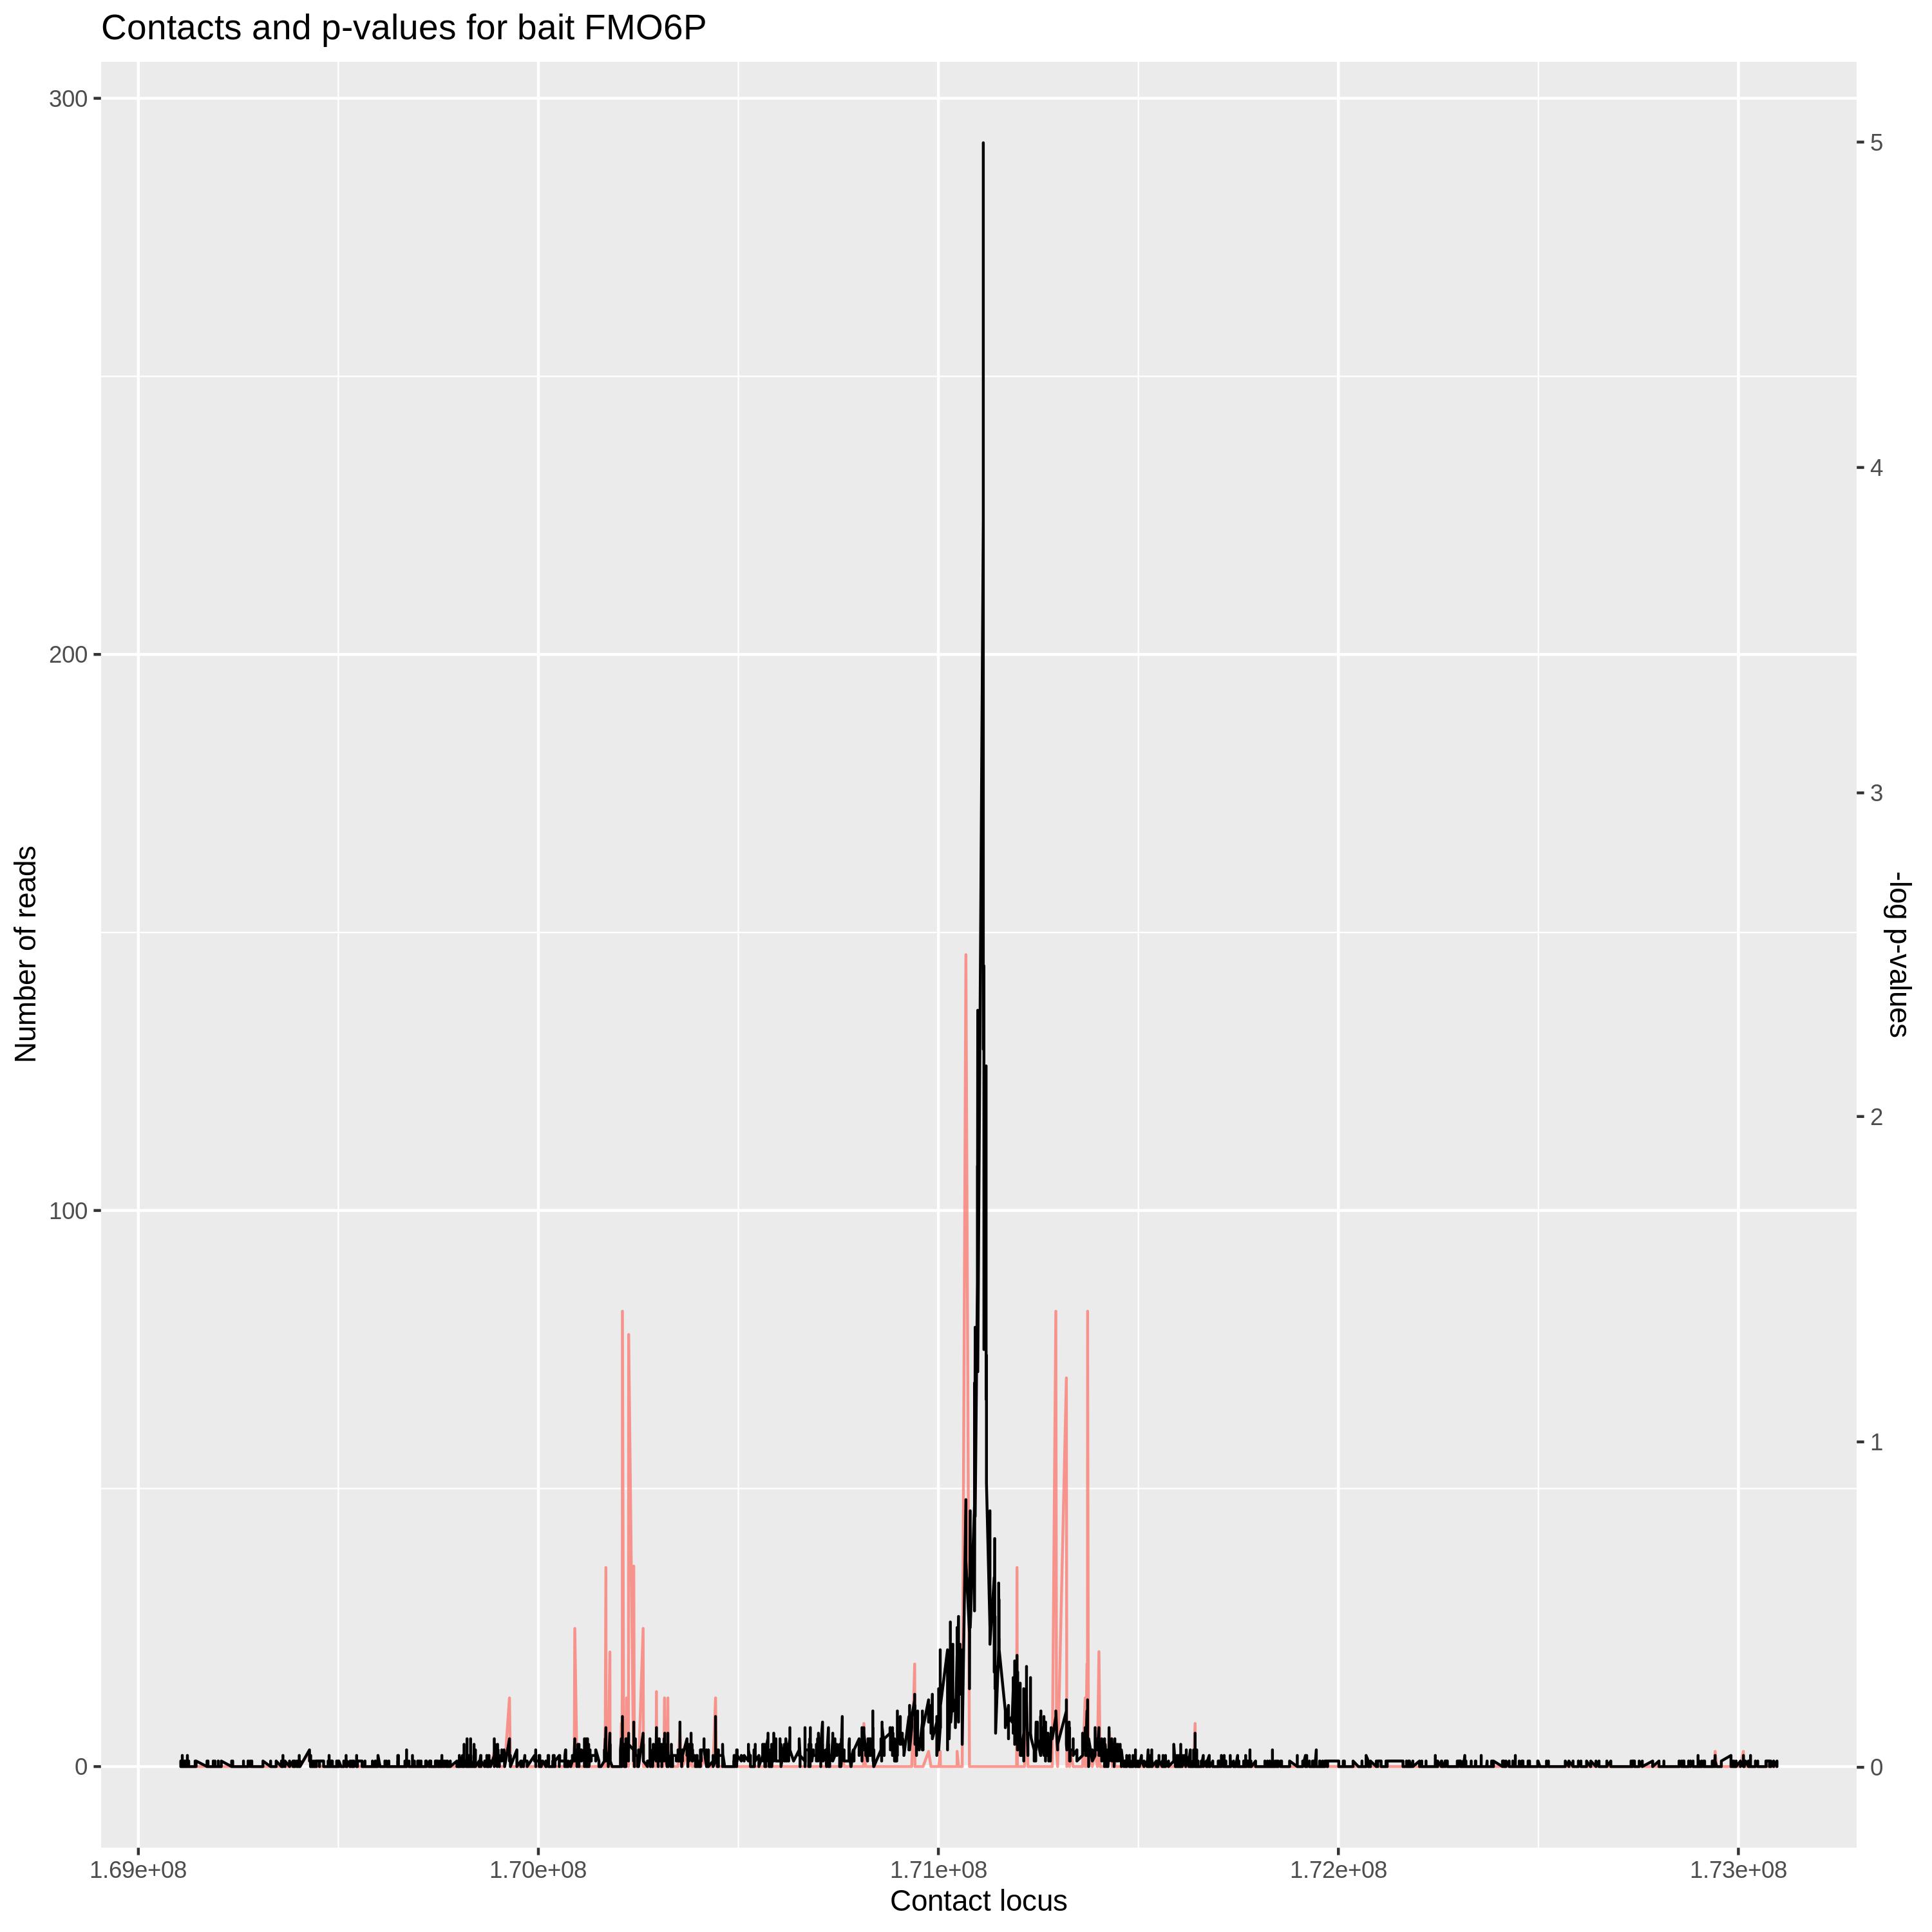 Contacts and p-values for bait FMO6P
300
200
100
0
Number of reads
5
4
3
2
1
0
-log p-values
1.69e+08
1.70e+08
1.71e+08
1.72e+08
1.73e+08
Contact locus